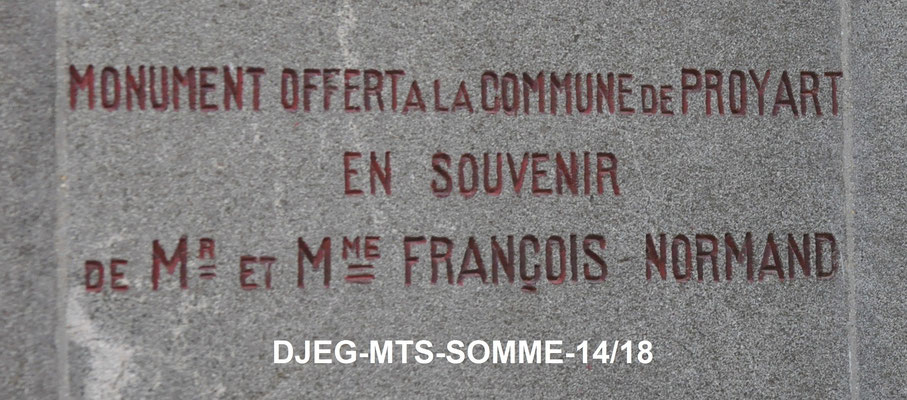 MONUMENT OFFERT A LA COMMUNE DE PROYART
EN SOUVENIR
DE MR ET MME FRANÇOIS NORMAND
DJEG-MTS-SOMME-14/18